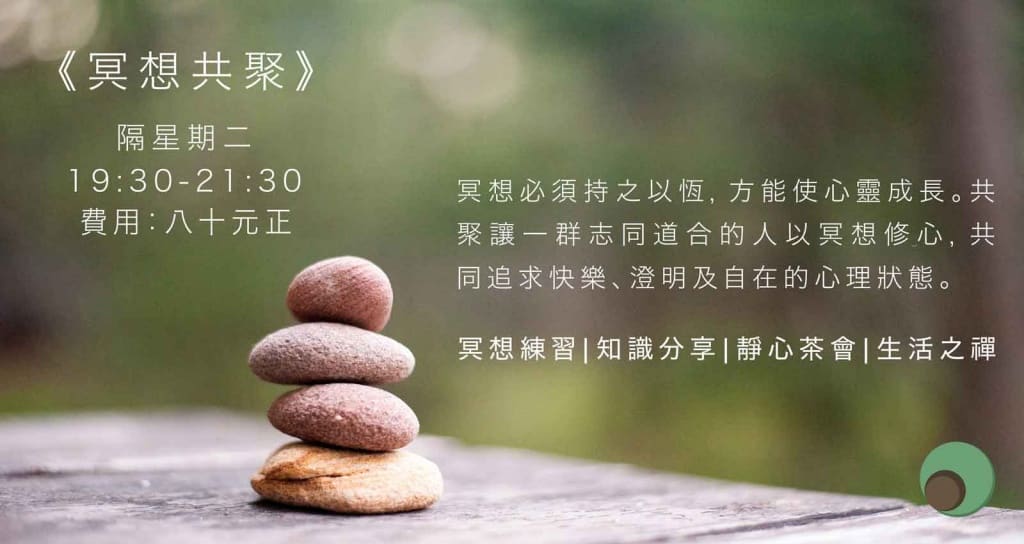 《冥想共聚》
隔星期二
19:30-21:30
費用：八十元正
冥想必須持之以恆，方能使心靈成長。共
聚讓一群志同道合的人以冥想修心，共
同追求快樂、澄明及自在的心理狀態。
冥想練習|知識分享|靜心茶會|生活之禪